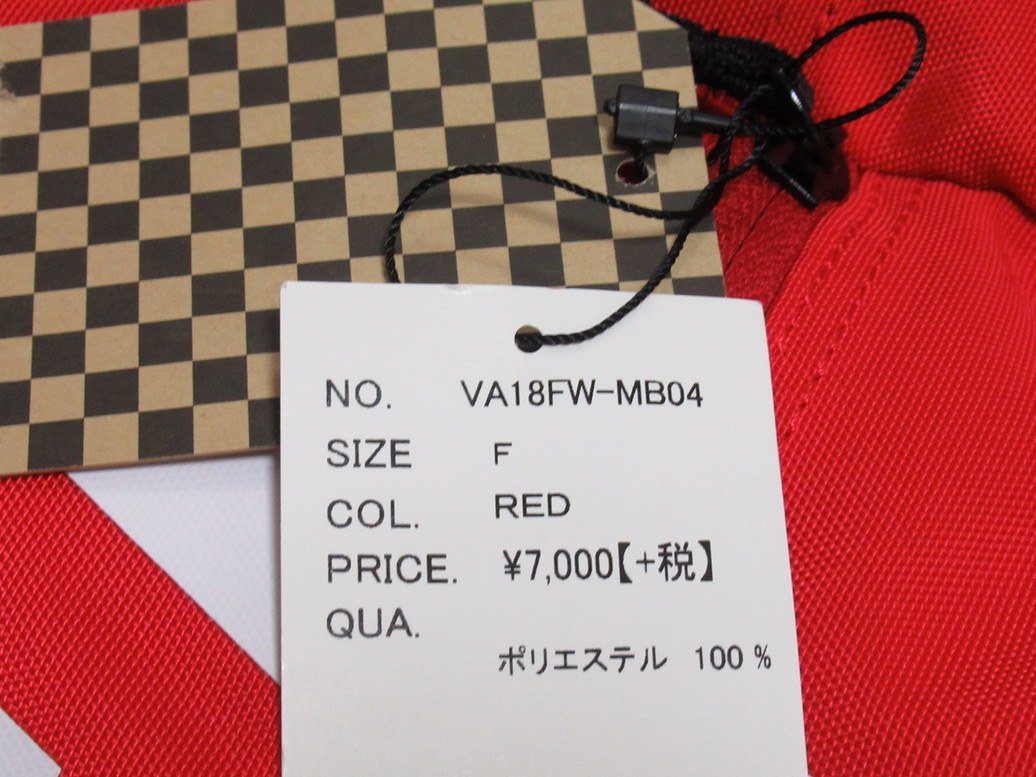 NO. VA18FW-MB04
SIZE F
COL. RED
PRICE. ¥7,000【+税】
QUA.
ポリエステル 100 %